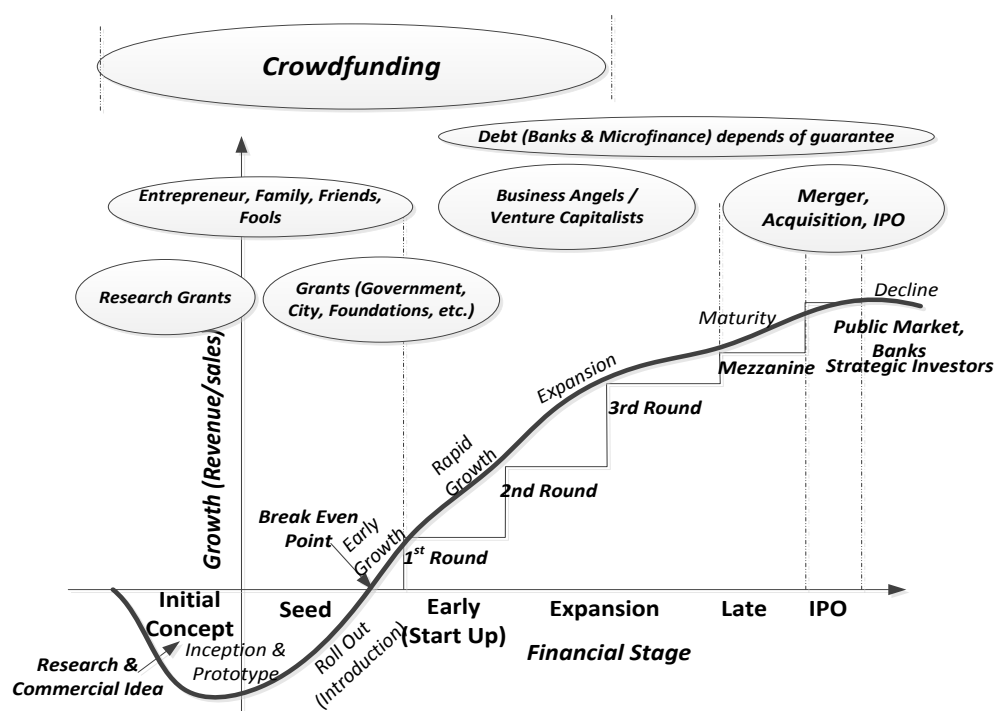 Crowdfunding
Debt (Banks & Microfinance) depends of guarantee
Entrepreneur, Family, Friends,
Fools
Business Angels /
Venture Capitalists
Merger,
Acquisition, IPO
Research Grants
Grants (Government,
City, Foundations, etc.)
Growth (Revenue/sales)
Decline
Maturity
Public Market,
Banks
Strategic Investors
Mezzanine
Expansion
3rd Round
Rapid
Growth
2nd Round
Break Even
Point
Early
Growth
1st Round
Initial
Concept
Seed
Early
(Start Up)
Expansion
Late
IPO
Financial Stage
Roll Out
(Introduction)
Inception &
Prototype
Research &
Commercial Idea